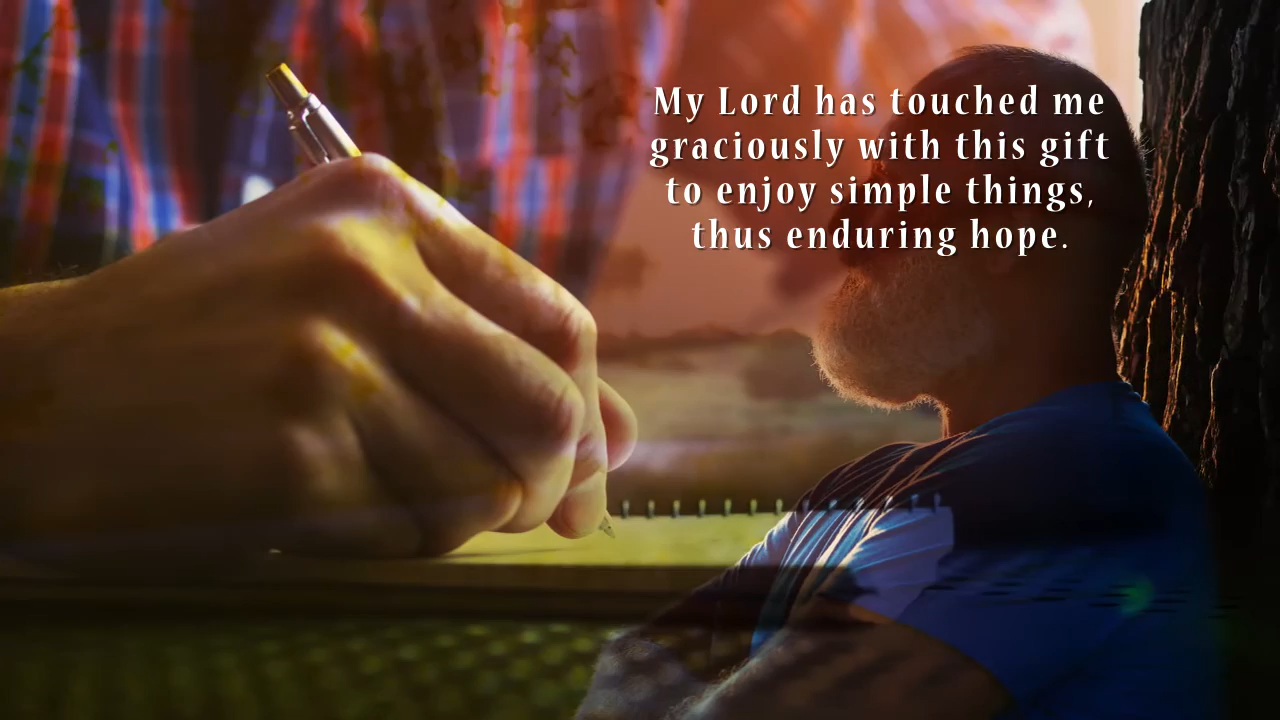 My Lord has touched me
graciously with this gift
to enjoy simple things,
thus enduring hope.